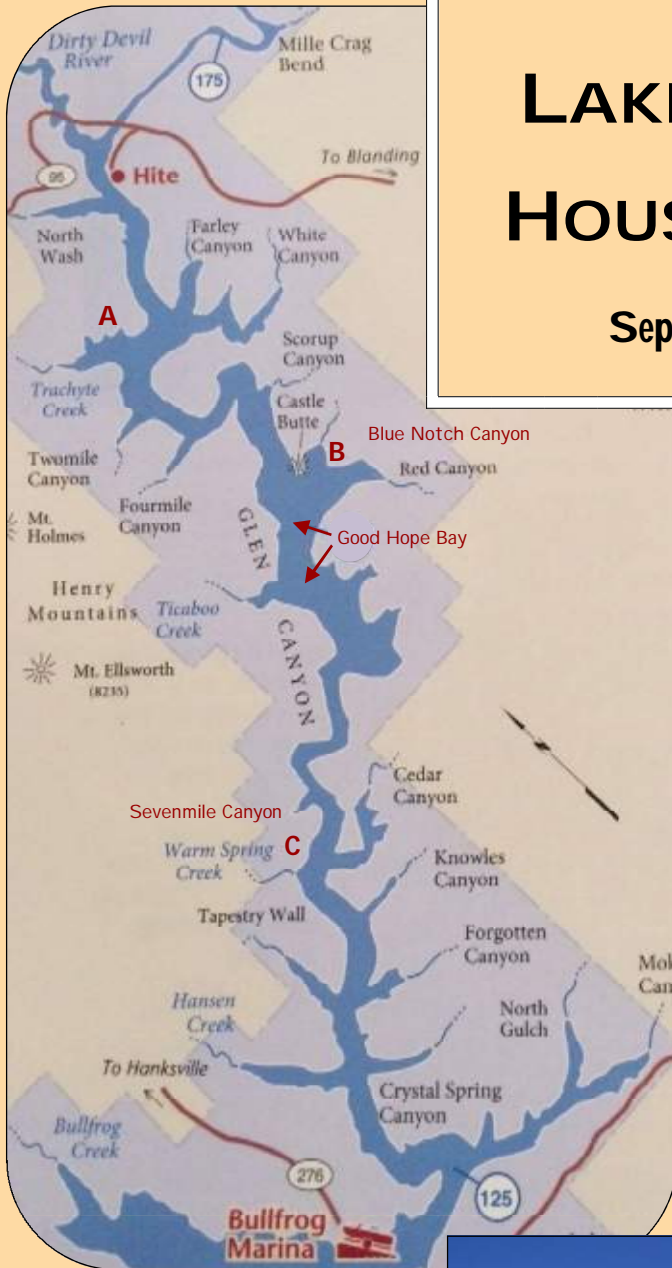 Dirty Devil
River
Mille Crag
Bend
175
LAK
HOUS
Sep
95
Hite
To Blanding
North
Wash
Farley
Canyon
White
Canyon
A
Scorup
Canyon
Trachyte
Creek
Castle
Butte
B
Blue Notch Canyon
Red Canyon
Twomile
Canyon
Fourmile
Canyon
Mt.
Holmes
GLEN
Good Hope Bay
Henry
Mountains
Ticaboo
Creek
CANYON
Mt. Ellsworth
(8235)
Cedar
Canyon
Sevenmile Canyon
C
Warm Spring
Creek
Knowles
Canyon
Tapestry Wall
Forgotten
Canyon
Hansen
Creek
North
Gulch
Mok
Can
To Hanksville
Crystal Spring
Canyon
Bullfrog
Creek
276
125
Bullfrog
Marina